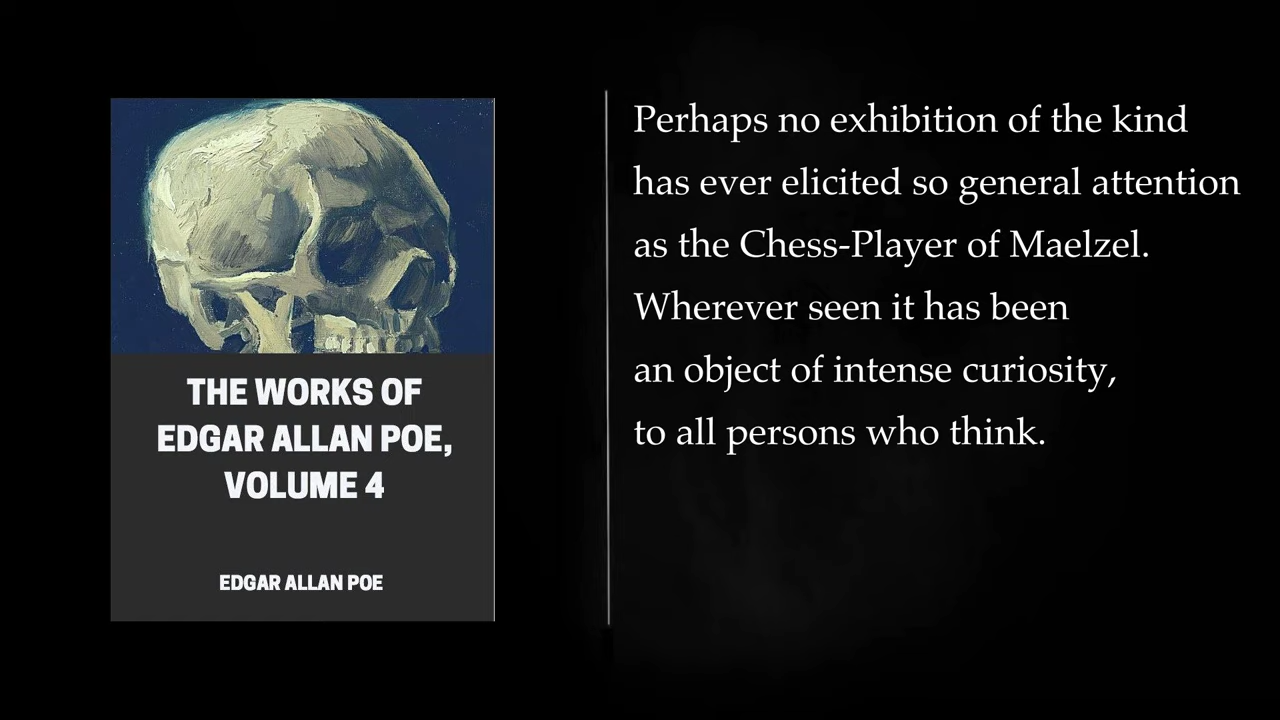 THE WORKS OF
EDGAR ALLAN POE,
VOLUME 4
EDGAR ALLAN POE
Perhaps no exhibition of the kind
has ever elicited so general attention
as the Chess-Player of Maelzel.
Wherever seen it has been
an object of intense curiosity,
to all persons who think.